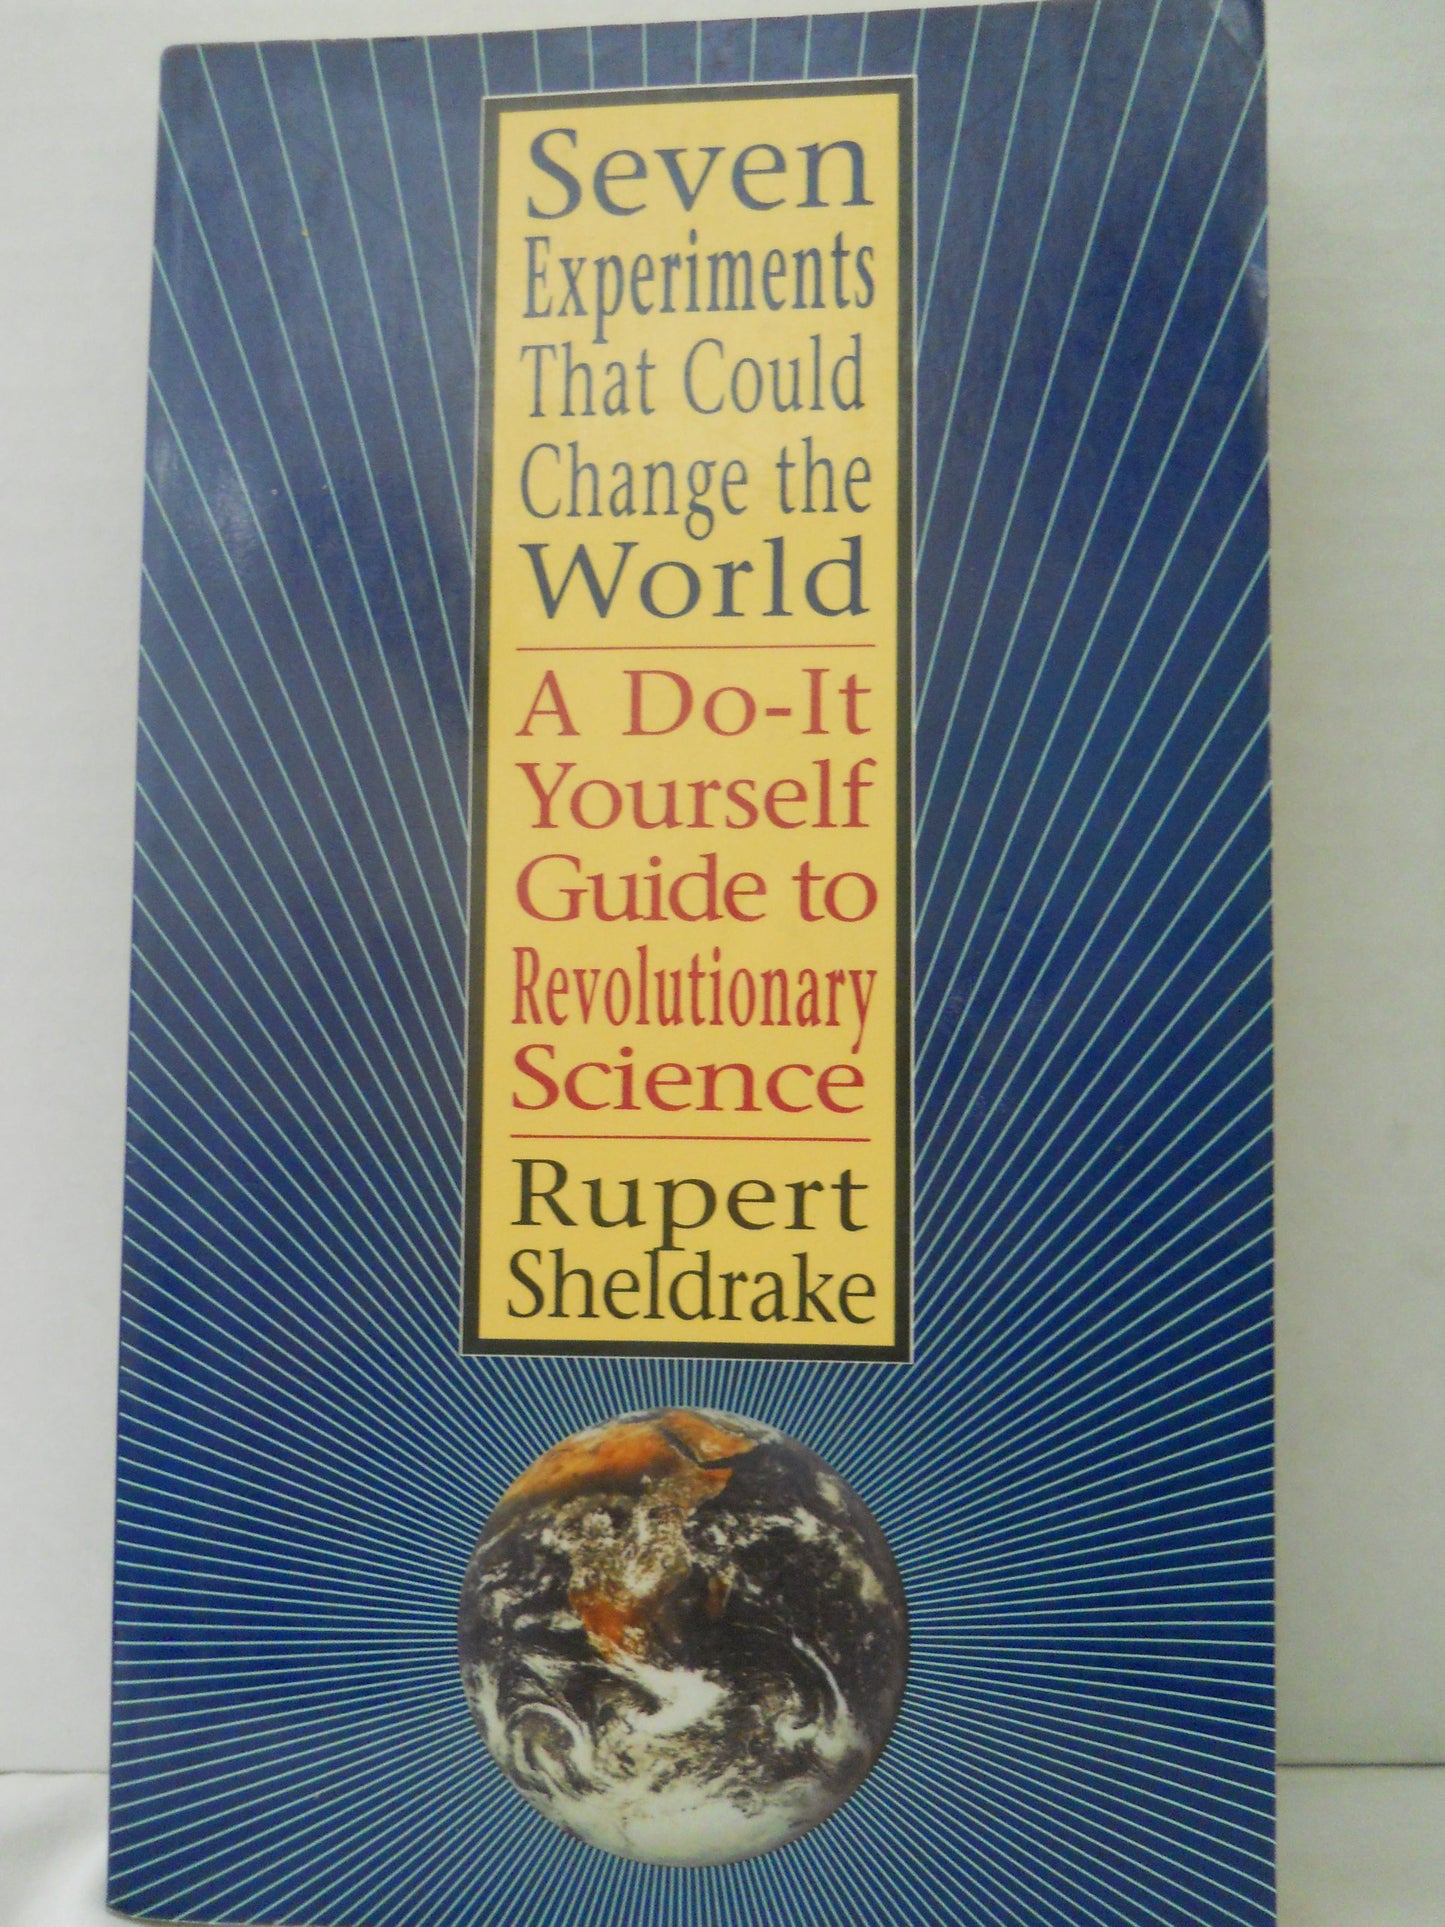 Seven
Experiments
That Could
Change the
World
A Do-It
Yourself
Guide to
Revolutionary
Science
Rupert
Sheldrake